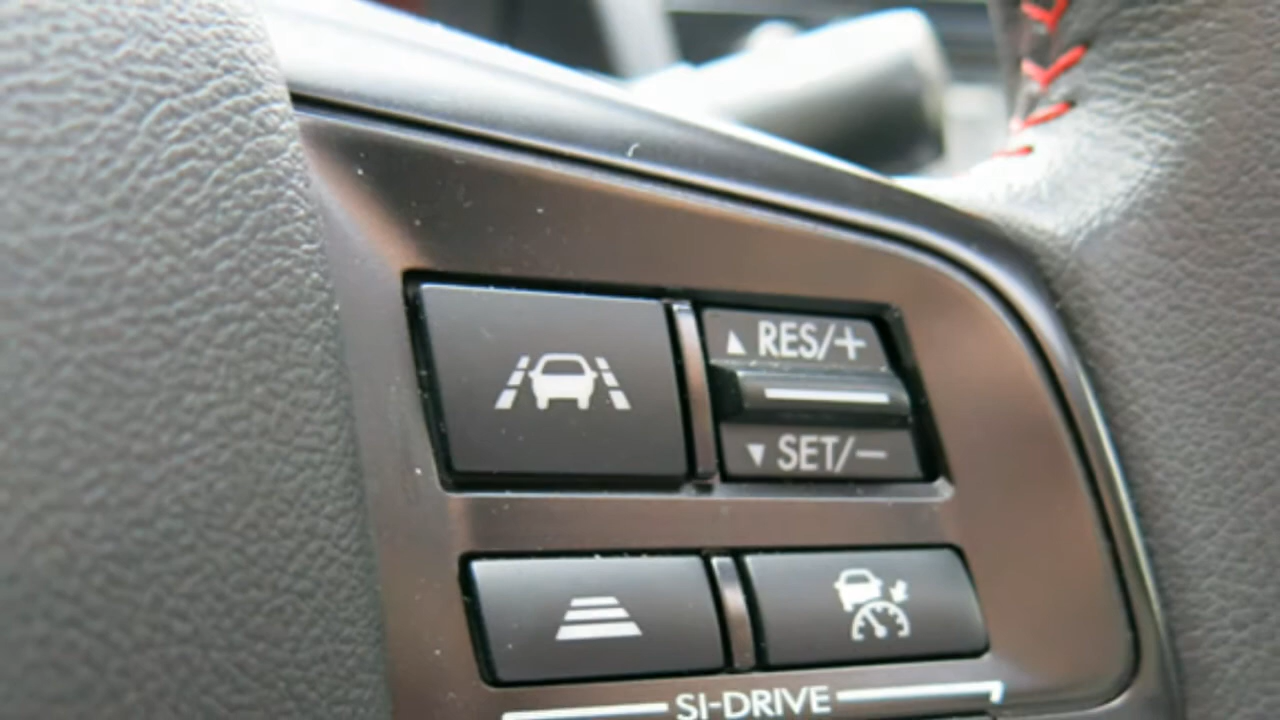 ▲ RES/+
▼ SET/−
SI-DRIVE